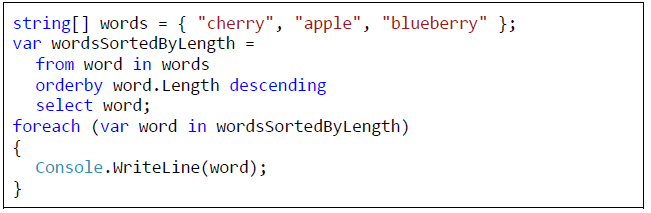 string[] words = { "cherry", "apple", "blueberry" };
var wordsSortedByLength =
from word in words
orderby word.Length descending
select word;
foreach (var word in wordsSortedByLength)
{
Console.WriteLine(word);
}